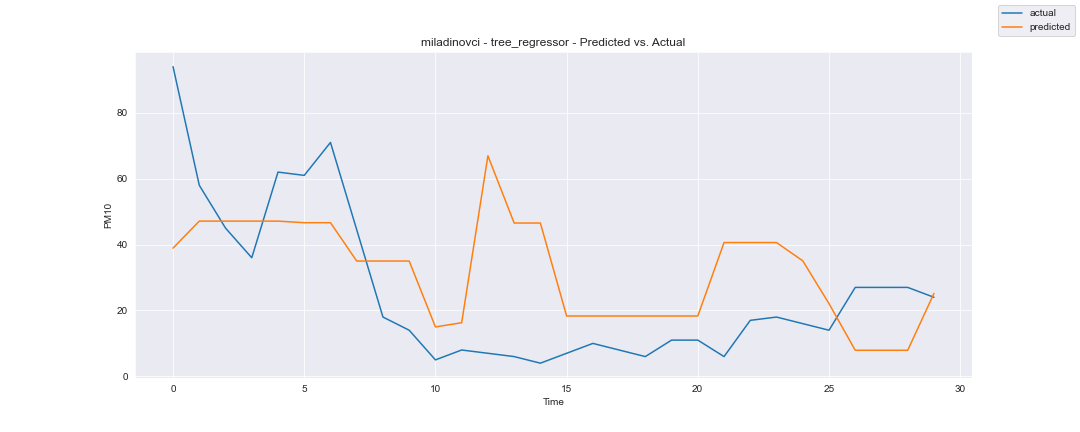 actual
predicted
miladinovci - tree_regressor - Predicted vs. Actual
PM10
80
60
40
20
0
0 5 10 15 20 25 30
Time